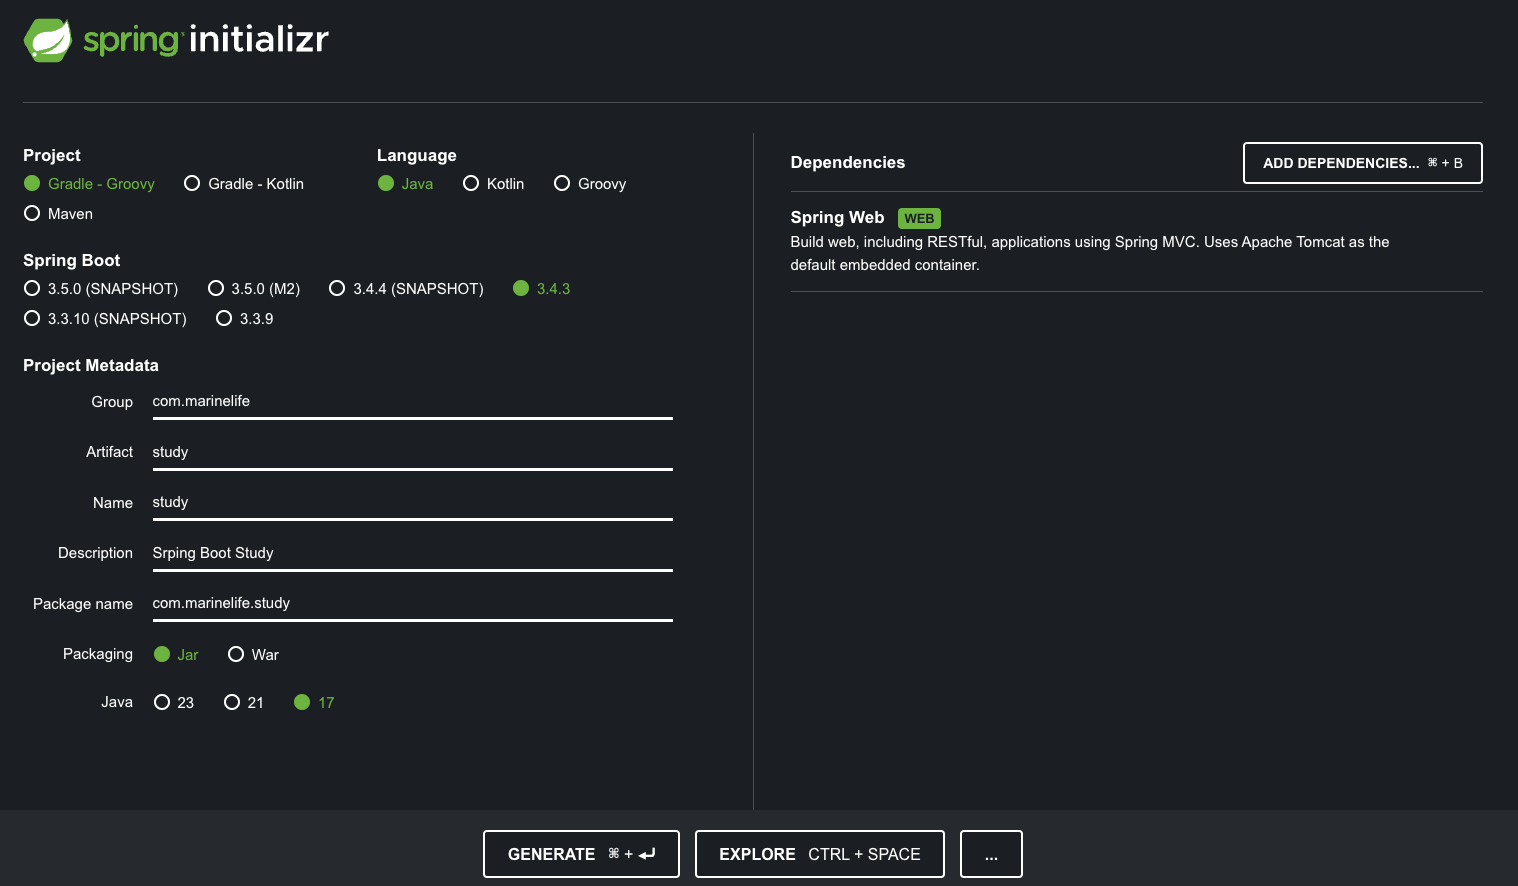 spring initializr
Project
Gradle - Groovy Gradle - Kotlin
Maven
Language
Java Kotlin Groovy
Spring Boot
3.5.0 (SNAPSHOT) 3.5.0 (M2) 3.4.4 (SNAPSHOT) 3.4.3
3.3.10 (SNAPSHOT) 3.3.9
Project Metadata
Group com.marinelife
Artifact study
Name study
Description Srping Boot Study
Package name com.marinelife.study
Packaging Jar War
Java 23 21 17
Dependencies
ADD DEPENDENCIES... ⌘ + B
Spring Web WEB
Build web, including RESTful, applications using Spring MVC. Uses Apache Tomcat as the
default embedded container.
GENERATE ⌘ + ⏎ EXPLORE CTRL + SPACE ...